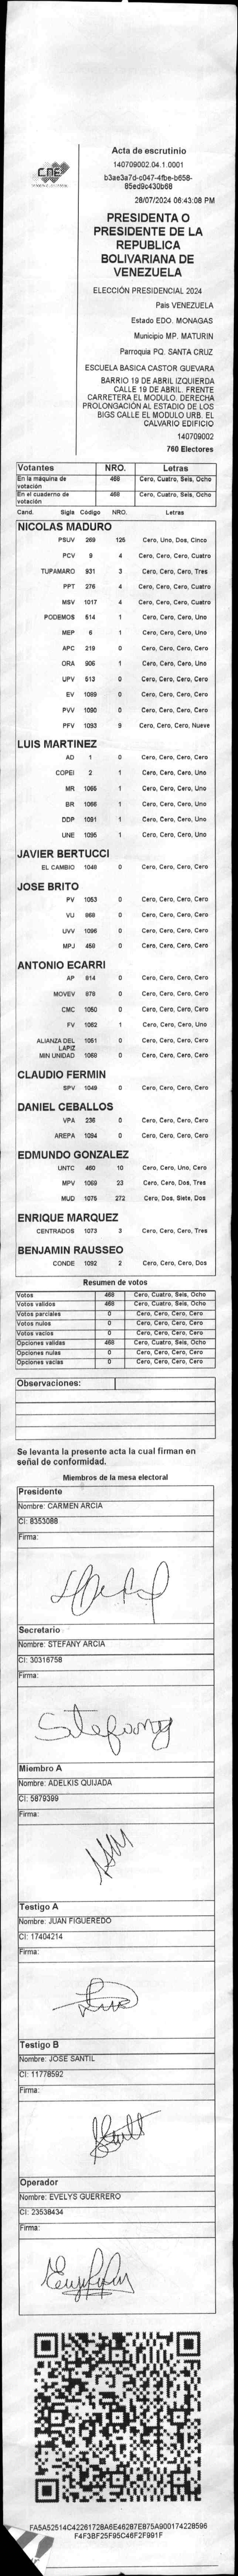 CNE
Acta de escrutinio
140709002.04.1.0001
b3ae3a7d-c047-4fbe-b658-
85ed9c430b68
28/07/2024 06:43:08 PM
PRESIDENTA O
PRESIDENTE DE LA
REPUBLICA
BOLIVARIANA DE
VENEZUELA
ELECCIÓN PRESIDENCIAL 2024
Pais VENEZUELA
Estado EDO. MONAGAS
Municipio MP. MATURIN
Parroquia PQ. SANTA CRUZ
ESCUELA BASICA CASTOR GUEVARA
BARRIO 19 DE ABRIL IZQUIERDA
CALLE 19 DE ABRIL. FRENTE
CARRETERA EL MODULO. DERECHA
PROLONGACIÓN AL ESTADIO DE LOS
BIGS CALLE EL MODULO URB. EL
CALVARIO EDIFICIO
140709002
760 Electores
Votantes NRO. Letras
En la máquina de votación 468 Cero, Cuatro, Seis, Ocho
En el cuaderno de votación 468 Cero, Cuatro, Seis, Ocho
Cand. Sigla Código NRO. Letras
NICOLAS MADURO
PSUV 269 125 Cero, Uno, Dos, Cinco
PCV 9 4 Cero, Cero, Cero, Cuatro
TUPAMARO 931 3 Cero, Cero, Cero, Tres
PPT 276 4 Cero, Cero, Cero, Cuatro
MSV 1017 4 Cero, Cero, Cero, Cuatro
PODEMOS 514 1 Cero, Cero, Cero, Uno
MEP 6 1 Cero, Cero, Cero, Uno
APC 219 0 Cero, Cero, Cero, Cero
ORA 906 1 Cero, Cero, Cero, Uno
UPV 513 0 Cero, Cero, Cero, Cero
EV 1089 0 Cero, Cero, Cero, Cero
PVV 1090 0 Cero, Cero, Cero, Cero
PFV 1093 9 Cero, Cero, Cero, Nueve
LUIS MARTINEZ
AD 1 0 Cero, Cero, Cero, Cero
COPEI 2 1 Cero, Cero, Cero, Uno
MR 1065 1 Cero, Cero, Cero, Uno
BR 1066 1 Cero, Cero, Cero, Uno
DDP 1091 1 Cero, Cero, Cero, Uno
UNE 1095 1 Cero, Cero, Cero, Uno
JAVIER BERTUCCI
EL CAMBIO 1048 0 Cero, Cero, Cero, Cero
JOSE BRITO
PV 1053 0 Cero, Cero, Cero, Cero
VU 868 0 Cero, Cero, Cero, Cero
UVV 1096 0 Cero, Cero, Cero, Cero
MPJ 458 0 Cero, Cero, Cero, Cero
ANTONIO ECARRI
AP 814 0 Cero, Cero, Cero, Cero
MOVEV 979 0 Cero, Cero, Cero, Cero
CMC 1050 0 Cero, Cero, Cero, Cero
FV 1082 1 Cero, Cero, Cero, Uno
ALIANZA DEL LAPIZ 1051 0 Cero, Cero, Cero, Cero
MIN UNIDAD 1068 0 Cero, Cero, Cero, Cero
CLAUDIO FERMIN
SPV 1049 0 Cero, Cero, Cero, Cero
DANIEL CEBALLOS
VPA 236 0 Cero, Cero, Cero, Cero
AREPA 1094 0 Cero, Cero, Cero, Cero
EDMUNDO GONZALEZ
UNTC 460 10 Cero, Cero, Uno, Cero
MPV 1069 23 Cero, Cero, Dos, Tres
MUD 1076 272 Cero, Dos, Siete, Dos
ENRIQUE MARQUEZ
CENTRADOS 1073 3 Cero, Cero, Cero, Tres
BENJAMIN RAUSSEO
CONDE 1092 2 Cero, Cero, Cero, Dos
Resumen de votos
Votos 468 Cero, Cuatro, Seis, Ocho
Votos validos 468 Cero, Cuatro, Seis, Ocho
Votos parciales 0 Cero, Cero, Cero, Cero
Votos nulos 0 Cero, Cero, Cero, Cero
Votos vacios 0 Cero, Cero, Cero, Cero
Opciones validas 468 Cero, Cuatro, Seis, Ocho
Opciones nulas 0 Cero, Cero, Cero, Cero
Opciones vacias 0 Cero, Cero, Cero, Cero
Observaciones:
Se levanta la presente acta la cual firman en
señal de conformidad.
Miembros de la mesa electoral
Presidente
Nombre: CARMEN ARCIA
CI: 8353088
Firma:
Secretario
Nombre: STEFANY ARCIA
CI: 30316758
Firma:
Stefany
Miembro A
Nombre: ADELKIS QUIJADA
CI: 5879399
Firma:
Testigo A
Nombre: JUAN FIGUEREDO
CI: 17404214
Firma:
Testigo B
Nombre: JOSE SANTIL
CI: 11778592
Firma:
Operador
Nombre: EVELYS GUERRERO
CI: 23538434
Firma:
FA5A52514C42261728A6E46287E875A900174228596
F4F3BF25F95C46F2F991F